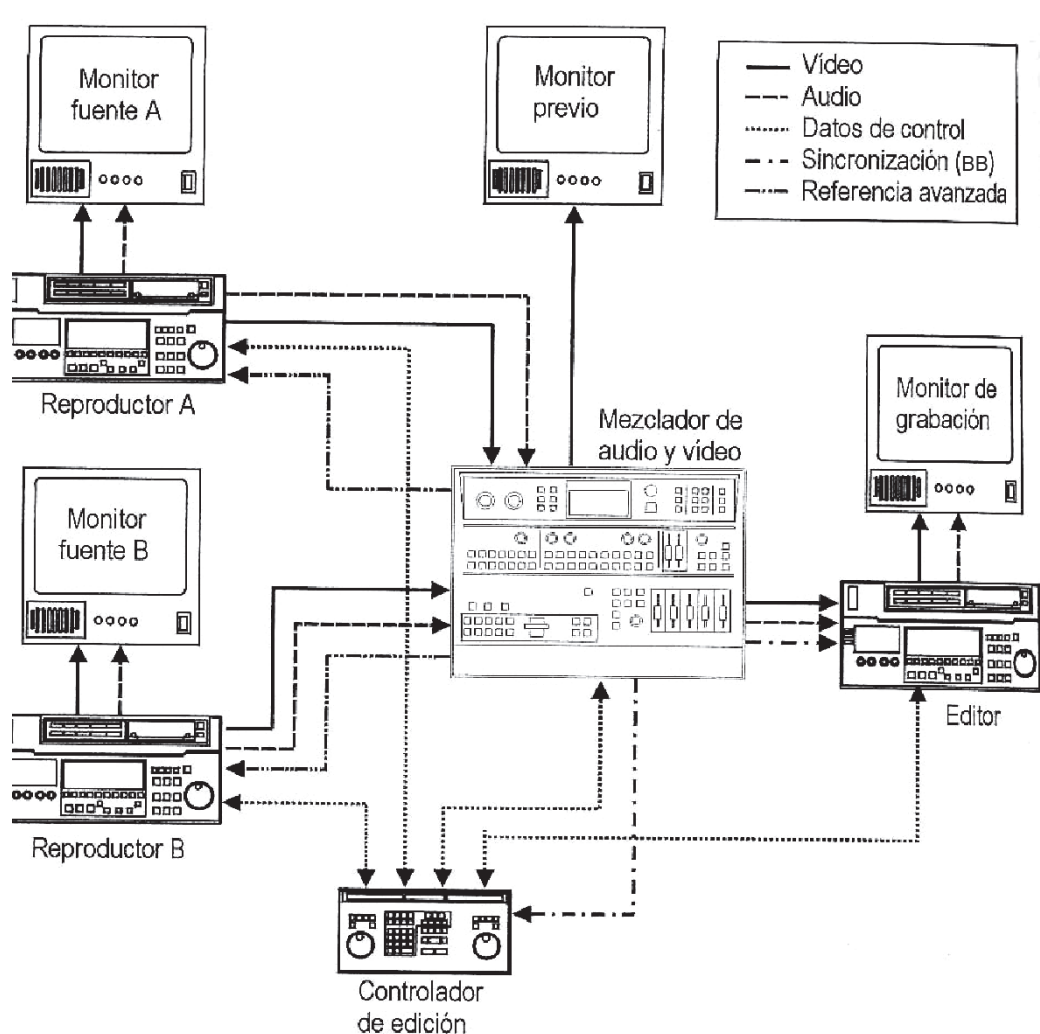 Monitor
fuente A
Monitor
previo
Vídeo
Audio
Datos de control
Sincronización (BB)
Referencia avanzada
Reproductor A
Mezclador de
audio y vídeo
Monitor de
grabación
Monitor
fuente B
Editor
Reproductor B
Controlador
de edición